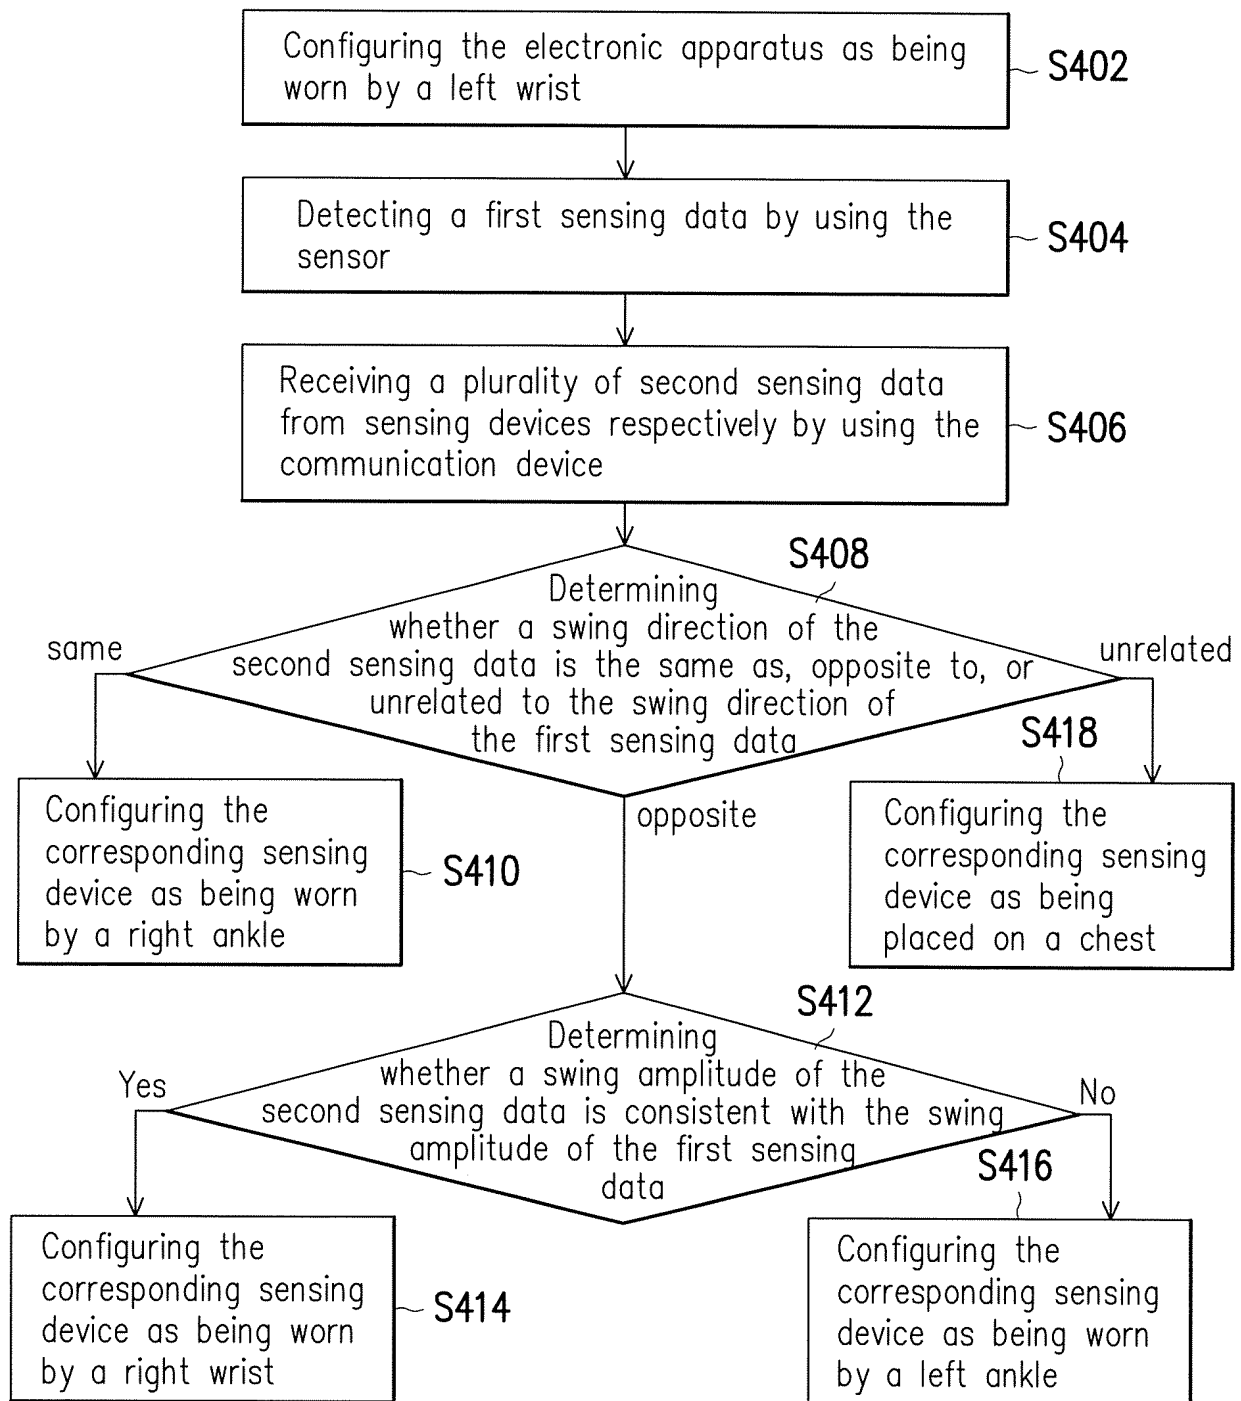 Configuring the electronic apparatus as being
worn by a left wrist
S402
Detecting a first sensing data by using the
sensor
S404
Receiving a plurality of second sensing data
from sensing devices respectively by using the
communication device
S406
S408
Determining
whether a swing direction of the
second sensing data is the same as, opposite to, or
unrelated to the swing direction of
the first sensing data
same
unrelated
opposite
Configuring the
corresponding sensing
device as being worn
by a right ankle
S410
S418
Configuring the
corresponding sensing
device as being
placed on a chest
S412
Determining
whether a swing amplitude of the
second sensing data is consistent with the swing
amplitude of the first sensing
data
Yes
No
Configuring the
corresponding sensing
device as being worn
by a right wrist
S414
S416
Configuring the
corresponding sensing
device as being worn
by a left ankle